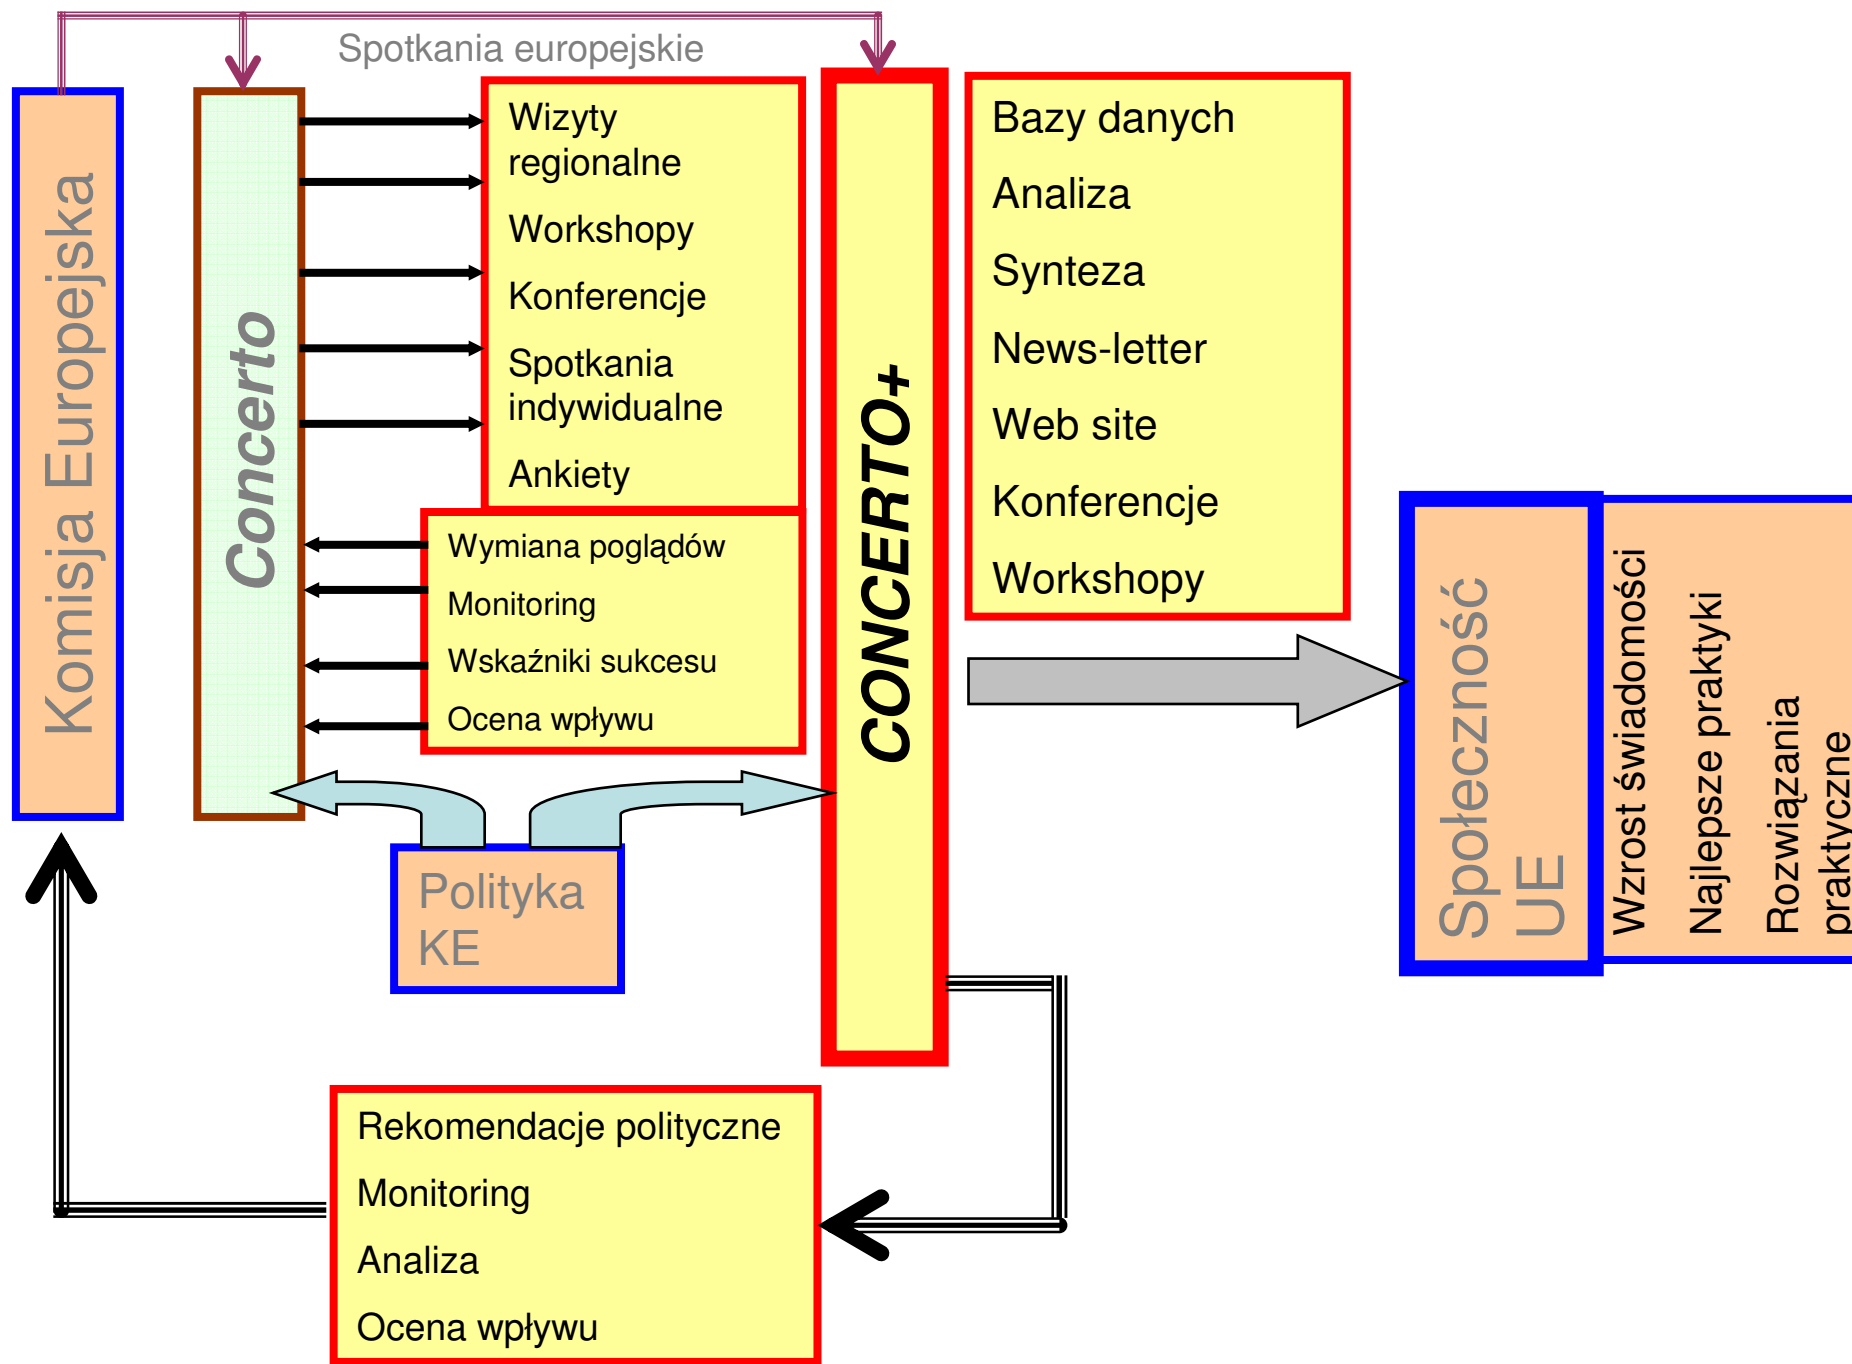 Spotkania europejskie
Komisja Europejska
Concerto
Wizyty
regionalne
Workshopy
Konferencje
Spotkania
indywidualne
Ankiety
Wymiana poglądów
Monitoring
Wskaźniki sukcesu
Ocena wpływu
CONCERTO+
Bazy danych
Analiza
Synteza
News-letter
Web site
Konferencje
Workshopy
Społeczność
UE
Wzrost świadomości
Najlepsze praktyki
Rozwiązania
praktyczne
Polityka
KE
Rekomendacje polityczne
Monitoring
Analiza
Ocena wpływu